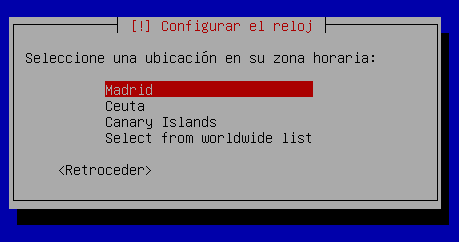 [!] Configurar el reloj
Seleccione una ubicación en su zona horaria:
Madrid
Ceuta
Canary Islands
Select from worldwide list
<Retroceder>